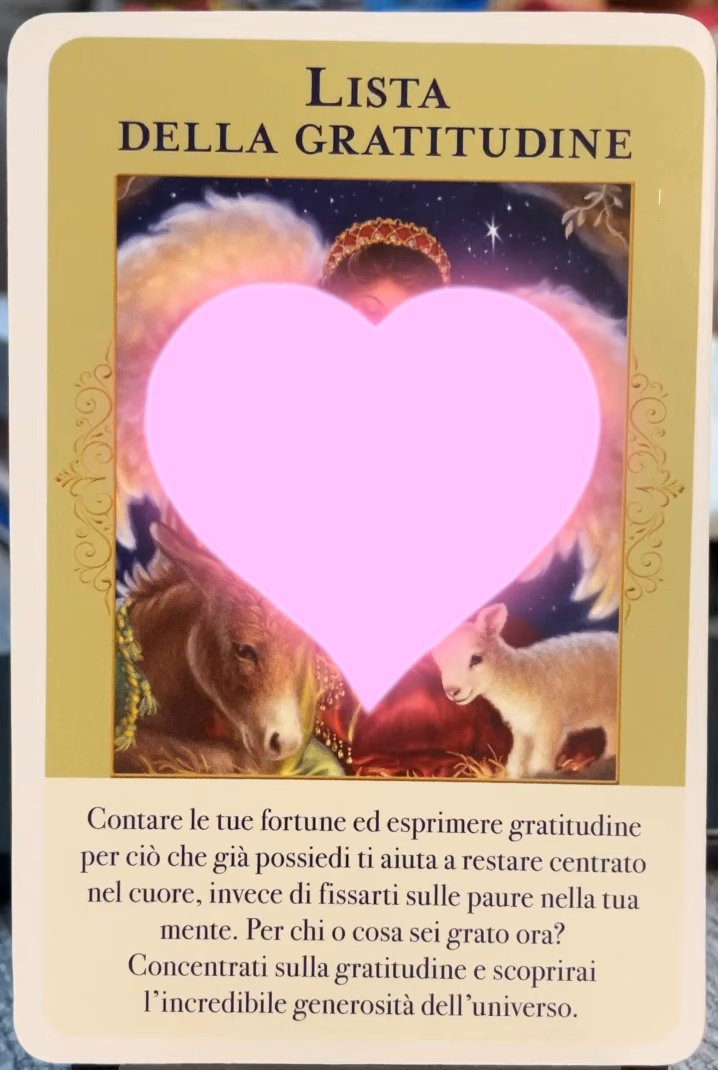 LISTA
DELLA GRATITUDINE
Contare le tue fortune ed esprimere gratitudine
per ciò che già possiedi ti aiuta a restare centrato
nel cuore, invece di fissarti sulle paure nella tua
mente. Per chi o cosa sei grato ora?
Concentrati sulla gratitudine e scoprirai
l'incredibile generosità dell'universo.